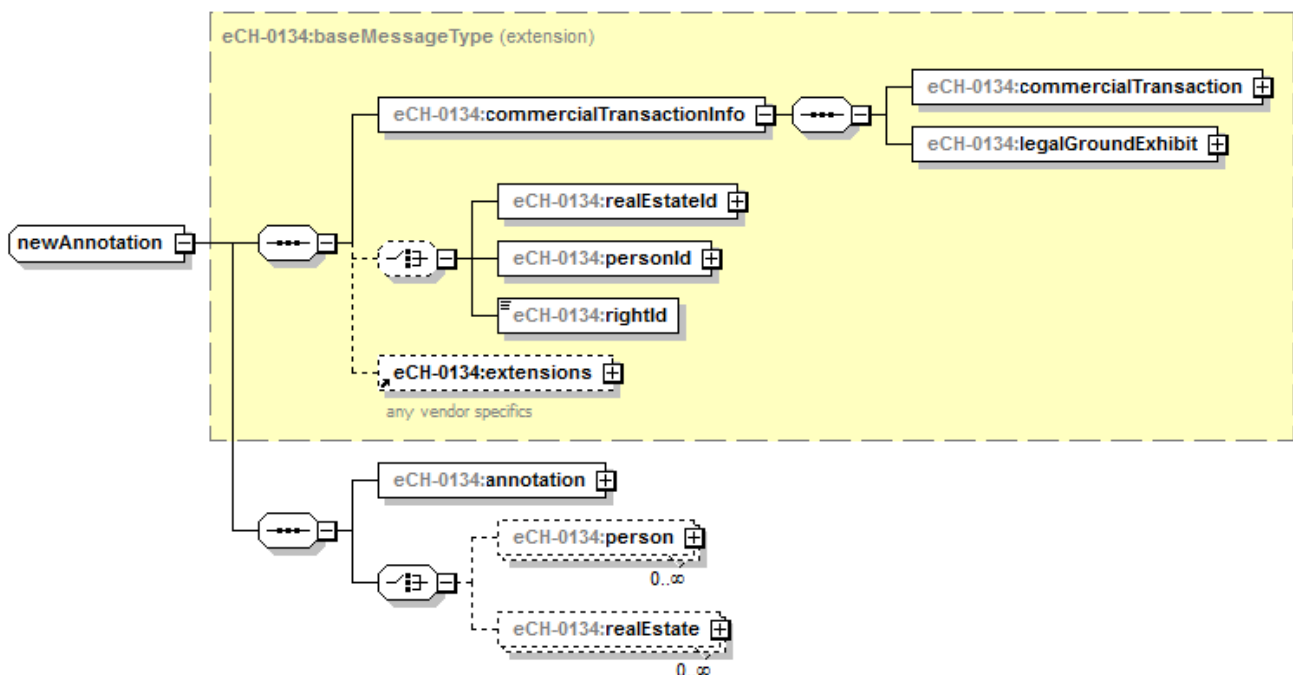 eCH-0134:baseMessageType (extension)
eCH-0134:commercialTransaction
eCH-0134:commercialTransactionInfo
eCH-0134:legalGroundExhibit
eCH-0134:realEstateId
newAnnotation
eCH-0134:personId
eCH-0134:rightId
eCH-0134:extensions
any vendor specifics
eCH-0134:annotation
eCH-0134:person
0..∞
eCH-0134:realEstate
0..∞